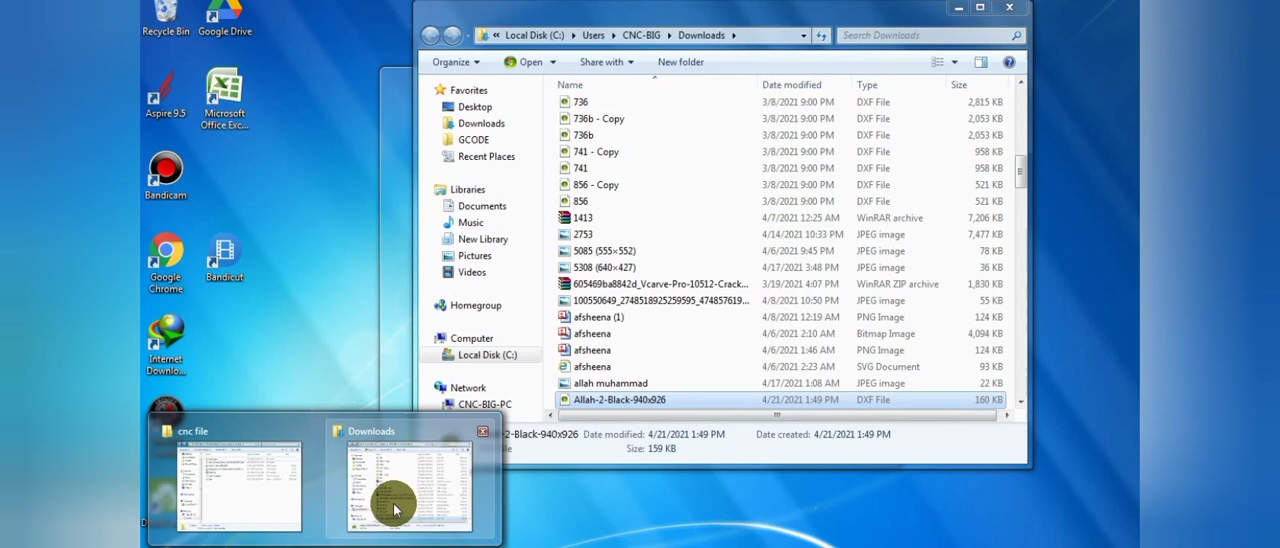 Recycle Bin
Google Drive
Aspire 9.5
Microsoft
Office Exc...
Bandicam
Google
Chrome
Bandicut
Internet
Downlo...
« Local Disk (C:) ▸ Users ▸ CNC-BIG ▸ Downloads ▸
Search Downloads
Organize Open Share with New folder
Favorites
Desktop
Downloads
GCODE
Recent Places
Libraries
Documents
Music
New Library
Pictures
Videos
Homegroup
Computer
Local Disk (C:)
Network
CNC-BIG-PC
Name Date modified Type Size
736 3/8/2021 9:00 PM DXF File 2,815 KB
736b - Copy 3/8/2021 9:00 PM DXF File 2,053 KB
736b 3/8/2021 9:00 PM DXF File 2,053 KB
741 - Copy 3/8/2021 9:00 PM DXF File 958 KB
741 3/8/2021 9:00 PM DXF File 958 KB
856 - Copy 3/8/2021 9:00 PM DXF File 521 KB
856 3/8/2021 9:00 PM DXF File 521 KB
1413 4/7/2021 12:25 AM WinRAR archive 7,206 KB
2753 4/14/2021 10:33 PM JPEG image 7,477 KB
5085 (555×552) 4/6/2021 9:45 PM JPEG image 78 KB
5308 (640×427) 4/17/2021 3:48 PM JPEG image 36 KB
605469ba8842d_Vcarve-Pro-10512-Crack... 3/19/2021 4:07 PM WinRAR ZIP archive 1,830 KB
100550649_2748518925259595_474857619... 4/8/2021 10:50 PM JPEG image 55 KB
afsheena (1) 4/8/2021 12:19 AM PNG Image 124 KB
afsheena 4/6/2021 2:10 AM Bitmap Image 4,094 KB
afsheena 4/6/2021 1:46 AM PNG Image 124 KB
afsheena 4/6/2021 2:23 AM SVG Document 93 KB
allah muhammad 4/17/2021 1:08 AM JPEG image 22 KB
Allah-2-Black-940x926 4/21/2021 1:49 PM DXF File 160 KB
-2-Black-940x926 Date modified: 4/21/2021 1:49 PM Date created: 4/21/2021 1:49 PM
Size: 159 KB
cnc file
Downloads